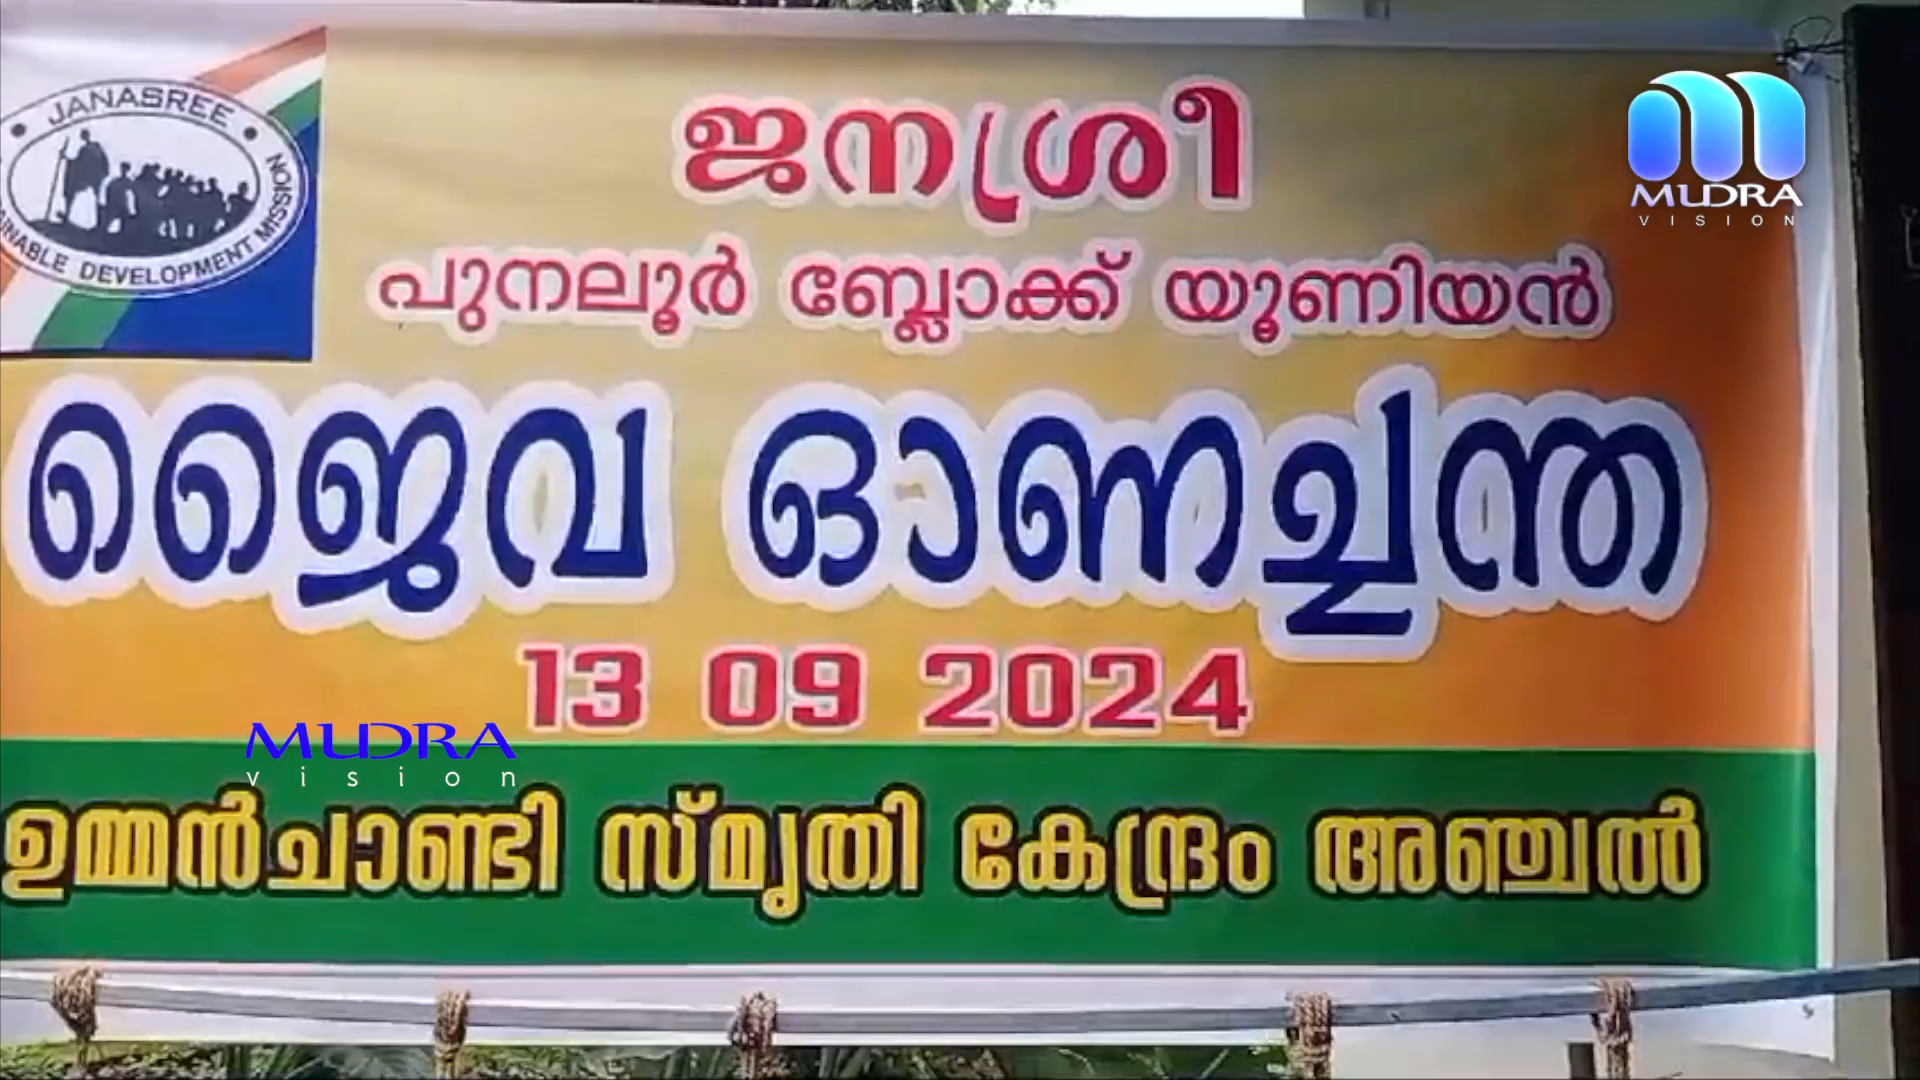 JANASREE
AINABLE DEVELOPMENT MISSION
MUDRA
VISION
ജനശ്രീ
പുനലൂർ ബ്ലോക്ക് യൂണിയൻ
ജൈവ ഓണച്ചന്ത
13 09 2024
MUDRA
vision
ഉമ്മൻചാണ്ടി സ്മൃതി കേന്ദ്രം അഞ്ചൽ